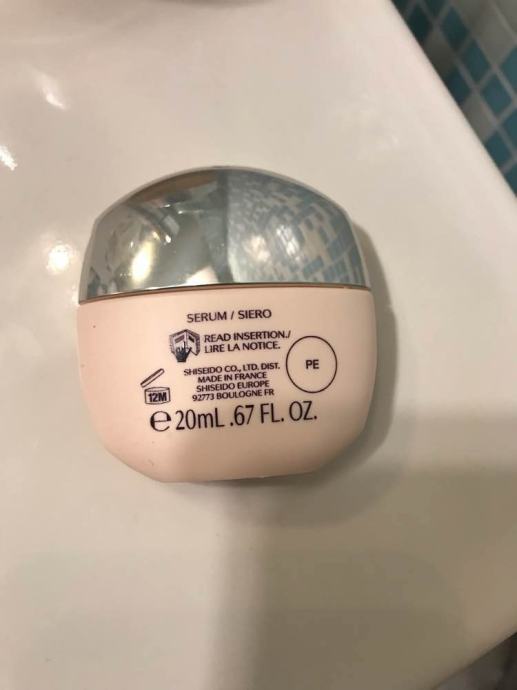 SERUM / SIERO
READ INSERTION./
LIRE LA NOTICE.
SHISEIDO CO., LTD. DIST.
MADE IN FRANCE
SHISEIDO EUROPE
92773 BOULOGNE FR
PE
12M
℮ 20mL .67 FL. OZ.